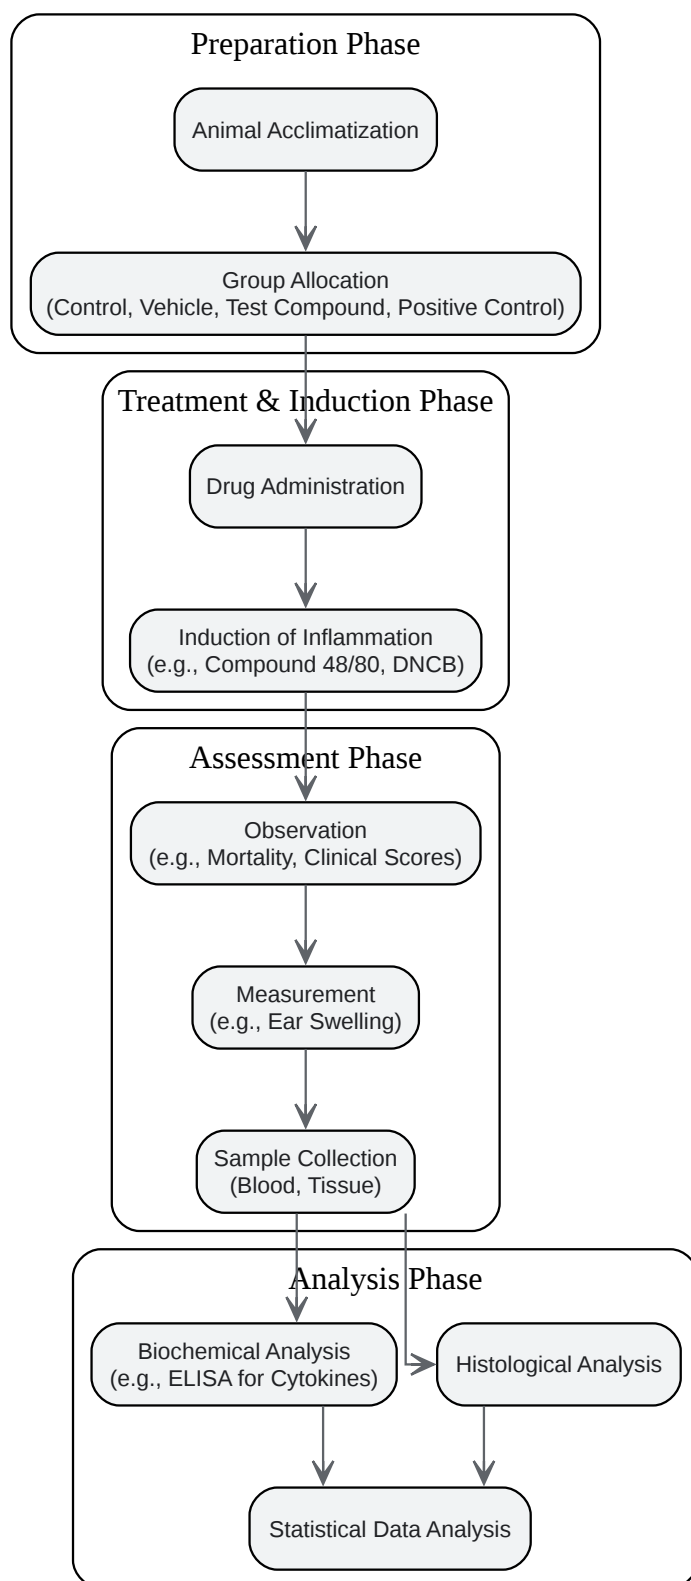 Preparation Phase
Animal Acclimatization
Group Allocation
(Control, Vehicle, Test Compound, Positive Control)
Treatment & Induction Phase
Drug Administration
Induction of Inflammation
(e.g., Compound 48/80, DNCB)
Assessment Phase
Observation
(e.g., Mortality, Clinical Scores)
Measurement
(e.g., Ear Swelling)
Sample Collection
(Blood, Tissue)
Analysis Phase
Biochemical Analysis
(e.g., ELISA for Cytokines)
Histological Analysis
Statistical Data Analysis